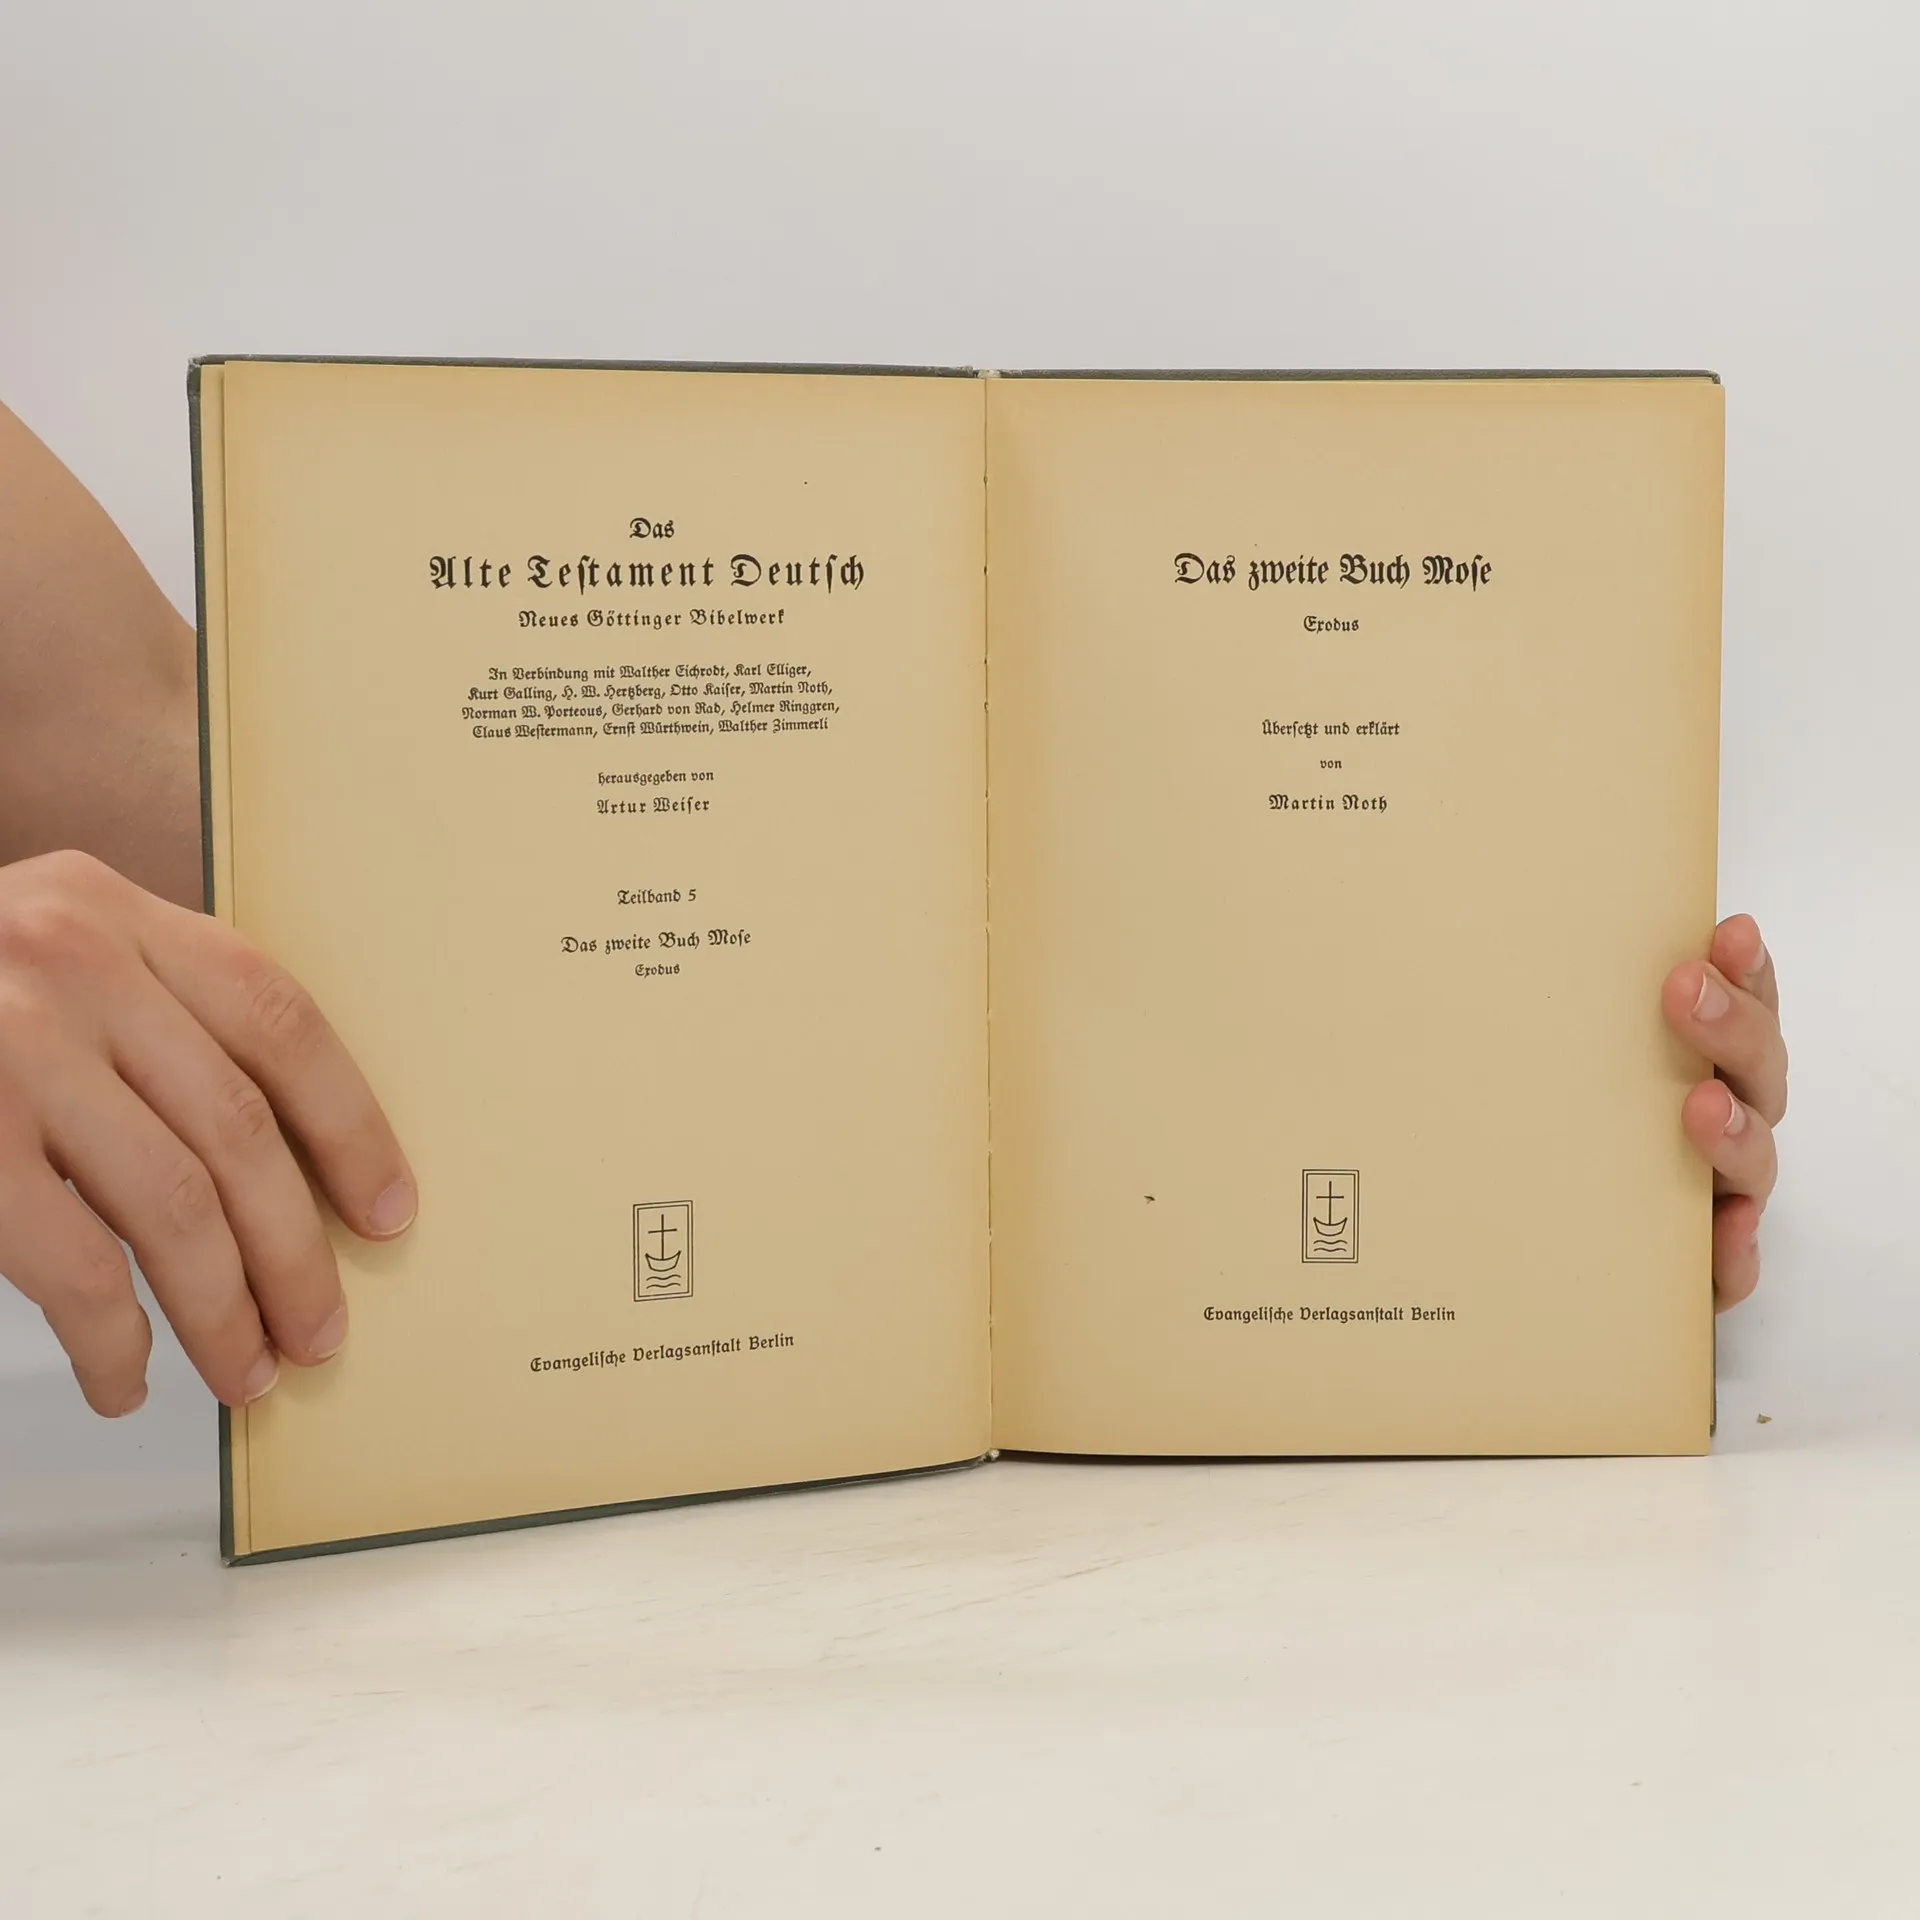 Das
Alte Teſtament Deutſch
Neues Göttinger Bibelwerk
In Verbindung mit Walther Eichrodt, Karl Elliger,
Kurt Galling, H. W. Hertzberg, Otto Kaiſer, Martin Noth,
Norman W. Porteous, Gerhard von Rad, Helmer Ringgren,
Claus Weſtermann, Ernſt Würthwein, Walther Zimmerli
herausgegeben von
Artur Weiſer
Teilband 5
Das zweite Buch Moſe
Exodus
Evangeliſche Verlagsanſtalt Berlin
Das zweite Buch Moſe
Exodus
Überſetzt und erklärt
von
Martin Noth
Evangeliſche Verlagsanſtalt Berlin